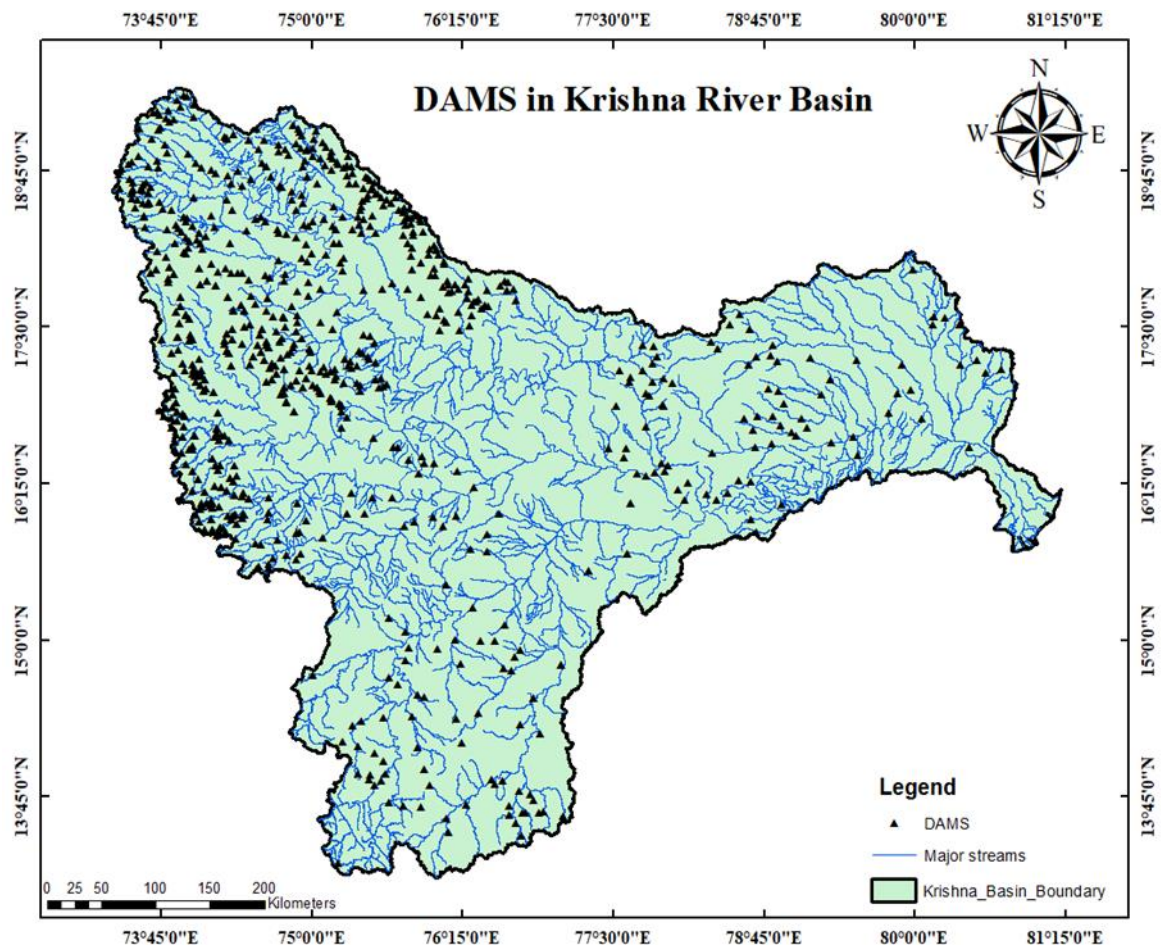 73°45'0"E 75°0'0"E 76°15'0"E 77°30'0"E 78°45'0"E 80°0'0"E 81°15'0"E
DAMS in Krishna River Basin
N
W E
S
18°45'0"N 18°45'0"N
17°30'0"N 17°30'0"N
16°15'0"N 16°15'0"N
15°0'0"N 15°0'0"N
13°45'0"N 13°45'0"N
Legend
DAMS
Major streams
Krishna_Basin_Boundary
0 25 50 100 150 200
Kilometers
73°45'0"E 75°0'0"E 76°15'0"E 77°30'0"E 78°45'0"E 80°0'0"E 81°15'0"E